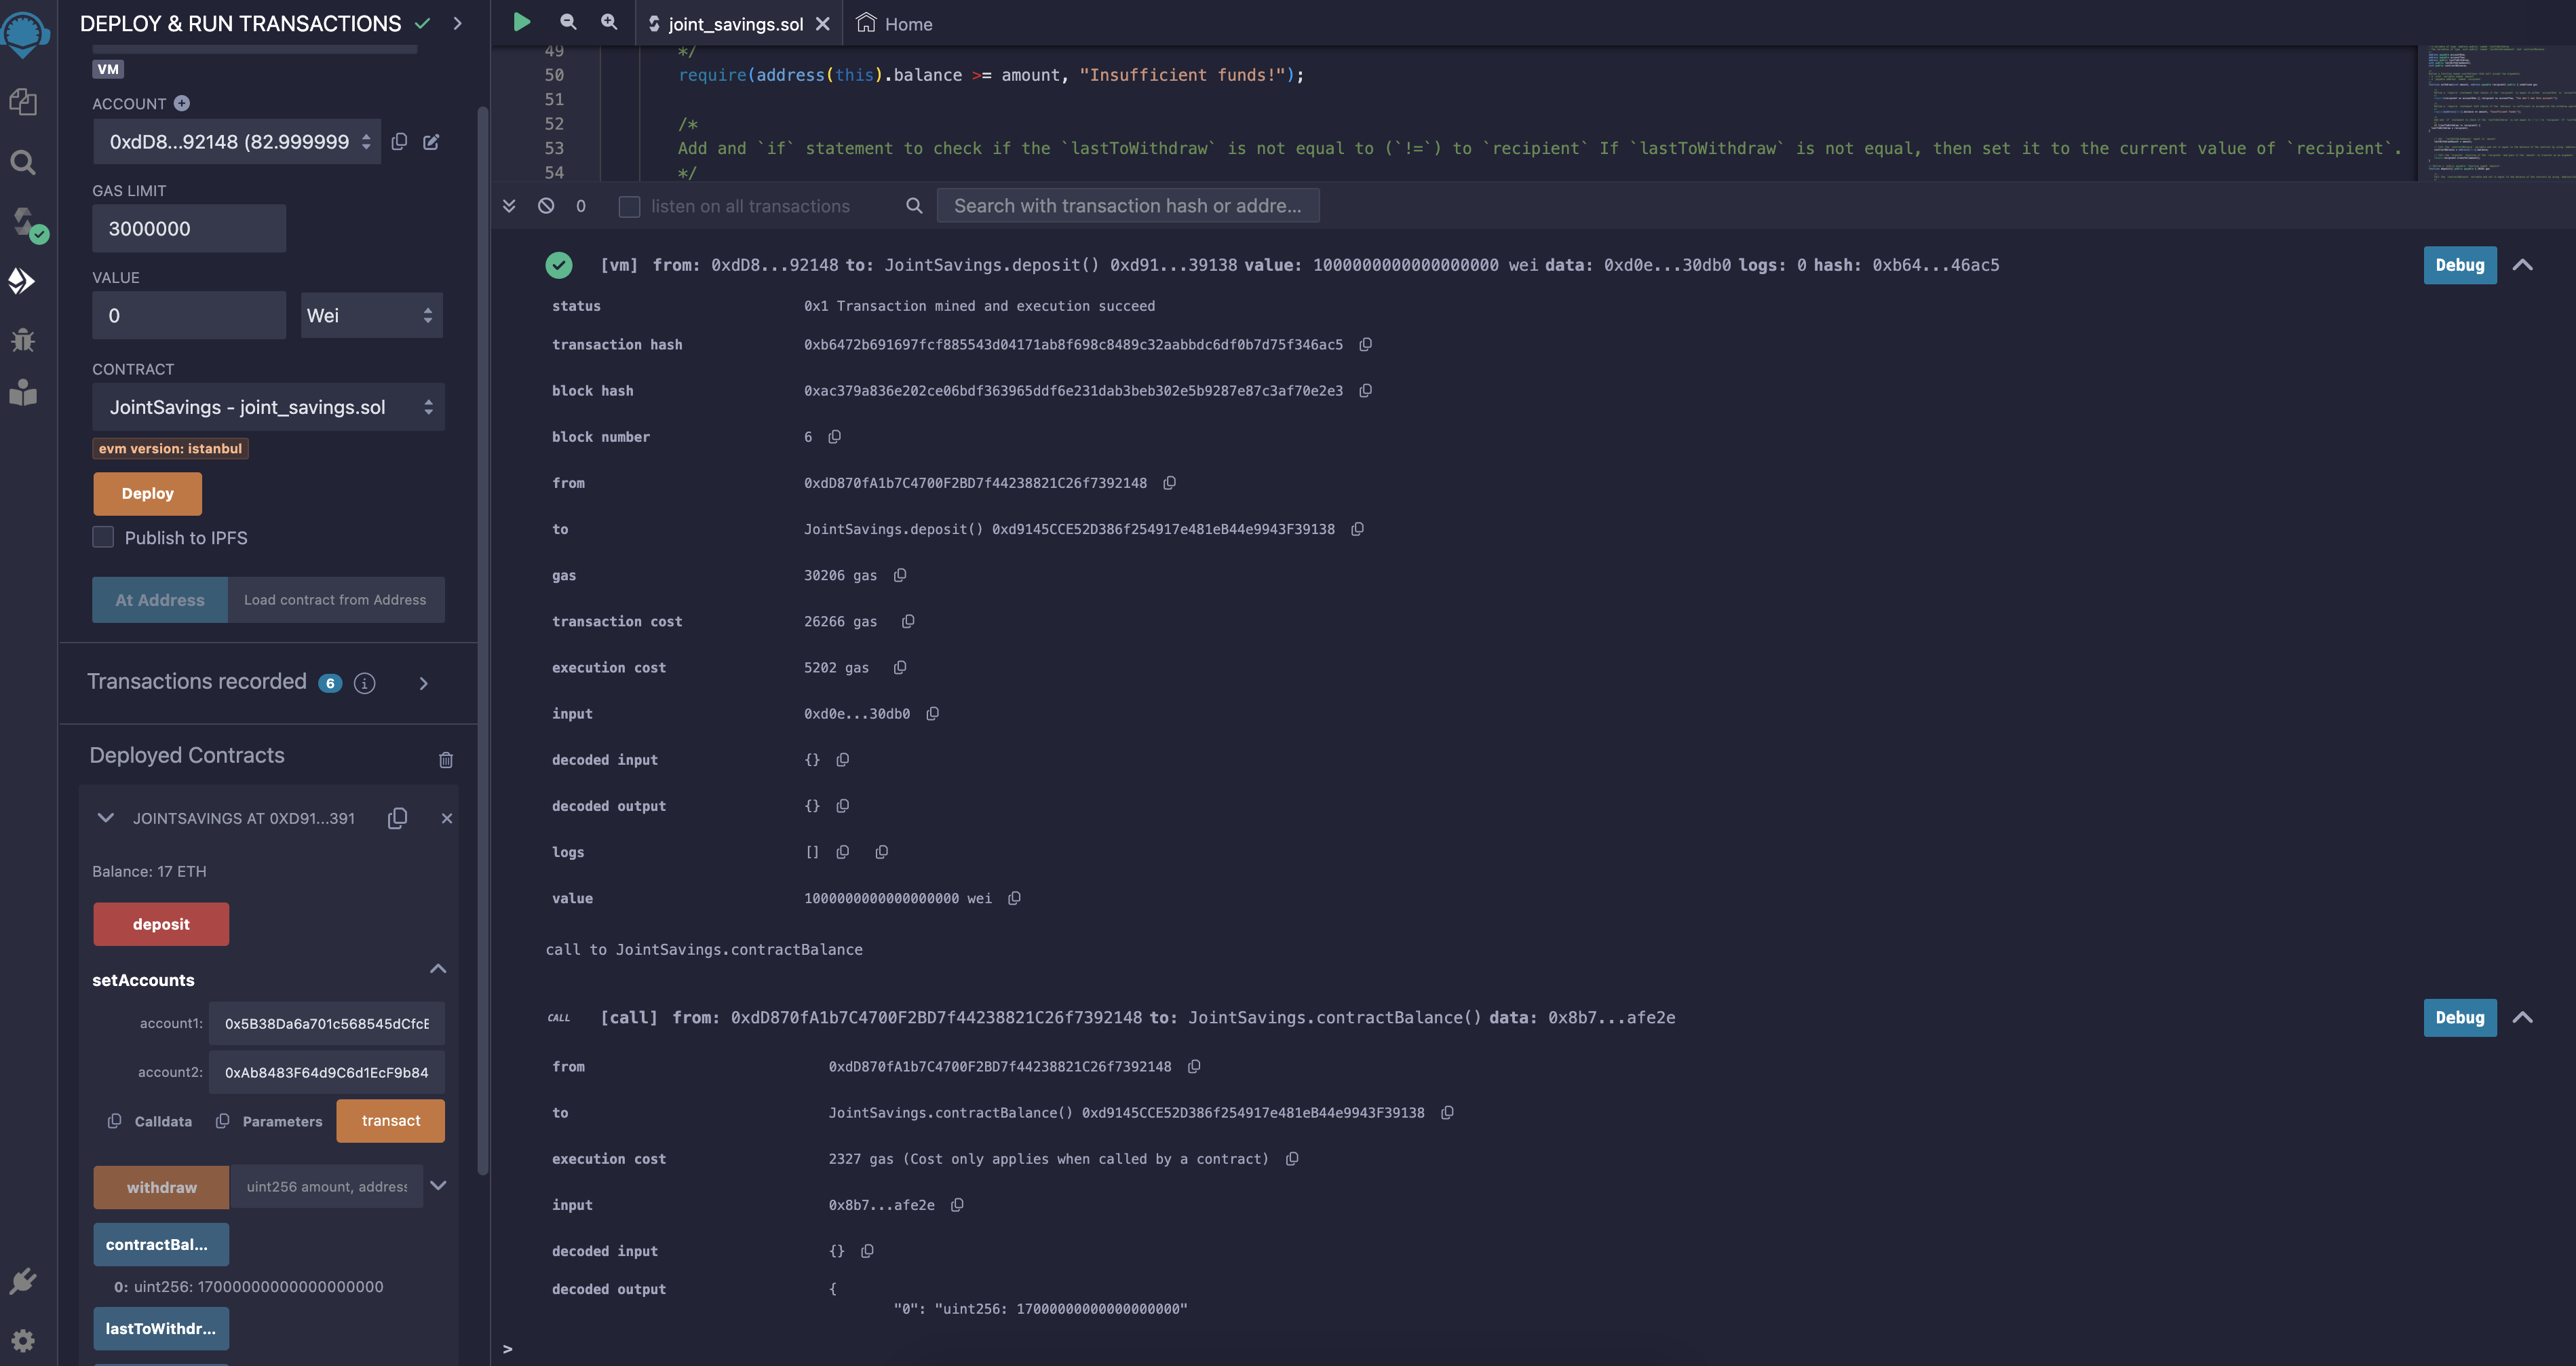 DEPLOY & RUN TRANSACTIONS
VM
ACCOUNT
0xdD8...92148 (82.999999
GAS LIMIT
3000000
VALUE
0
Wei
CONTRACT
JointSavings - joint_savings.sol
evm version: istanbul
Deploy
Publish to IPFS
At Address
Load contract from Address
Transactions recorded 6 i
Deployed Contracts
JOINTSAVINGS AT 0XD91...391
Balance: 17 ETH
deposit
setAccounts
account1: 0x5B38Da6a701c568545dCfcB
account2: 0xAb8483F64d9C6d1EcF9b84
Calldata Parameters transact
withdraw uint256 amount, address
contractBal...
0: uint256: 17000000000000000000
lastToWithdr...
joint_savings.sol
Home
49 */
50 require(address(this).balance >= amount, "Insufficient funds!");
51
52 /*
53 Add and `if` statement to check if the `lastToWithdraw` is not equal to (`!=`) to `recipient` If `lastToWithdraw` is not equal, then set it to the current value of `recipient`.
54 */
0 listen on all transactions Search with transaction hash or addre...
[vm] from: 0xdD8...92148 to: JointSavings.deposit() 0xd91...39138 value: 1000000000000000000 wei data: 0xd0e...30db0 logs: 0 hash: 0xb64...46ac5
Debug
status 0x1 Transaction mined and execution succeed
transaction hash 0xb6472b691697fcf885543d04171ab8f698c8489c32aabbdc6df0b7d75f346ac5
block hash 0xac379a836e202ce06bdf363965ddf6e231dab3beb302e5b9287e87c3af70e2e3
block number 6
from 0xdD870fA1b7C4700F2BD7f44238821C26f7392148
to JointSavings.deposit() 0xd9145CCE52D386f254917e481eB44e9943F39138
gas 30206 gas
transaction cost 26266 gas
execution cost 5202 gas
input 0xd0e...30db0
decoded input {}
decoded output {}
logs []
value 1000000000000000000 wei
call to JointSavings.contractBalance
CALL [call] from: 0xdD870fA1b7C4700F2BD7f44238821C26f7392148 to: JointSavings.contractBalance() data: 0x8b7...afe2e
Debug
from 0xdD870fA1b7C4700F2BD7f44238821C26f7392148
to JointSavings.contractBalance() 0xd9145CCE52D386f254917e481eB44e9943F39138
execution cost 2327 gas (Cost only applies when called by a contract)
input 0x8b7...afe2e
decoded input {}
decoded output {
"0": "uint256: 17000000000000000000"
>